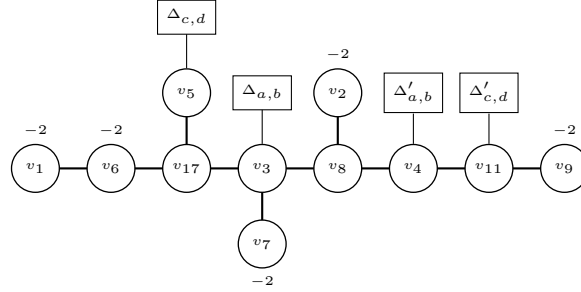 Δ_{c,d}
-2
v_5 Δ_{a,b} v_2 Δ'_{a,b} Δ'_{c,d}
-2 -2 -2
v_1 v_6 v_17 v_3 v_8 v_4 v_11 v_9
v_7
-2